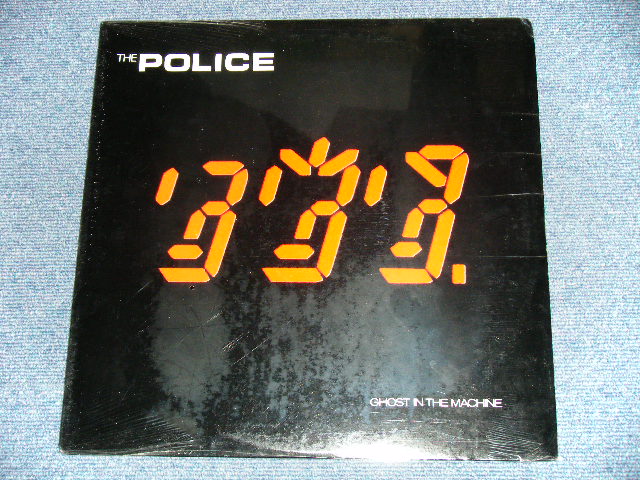 THE POLICE
GHOST IN THE MACHINE